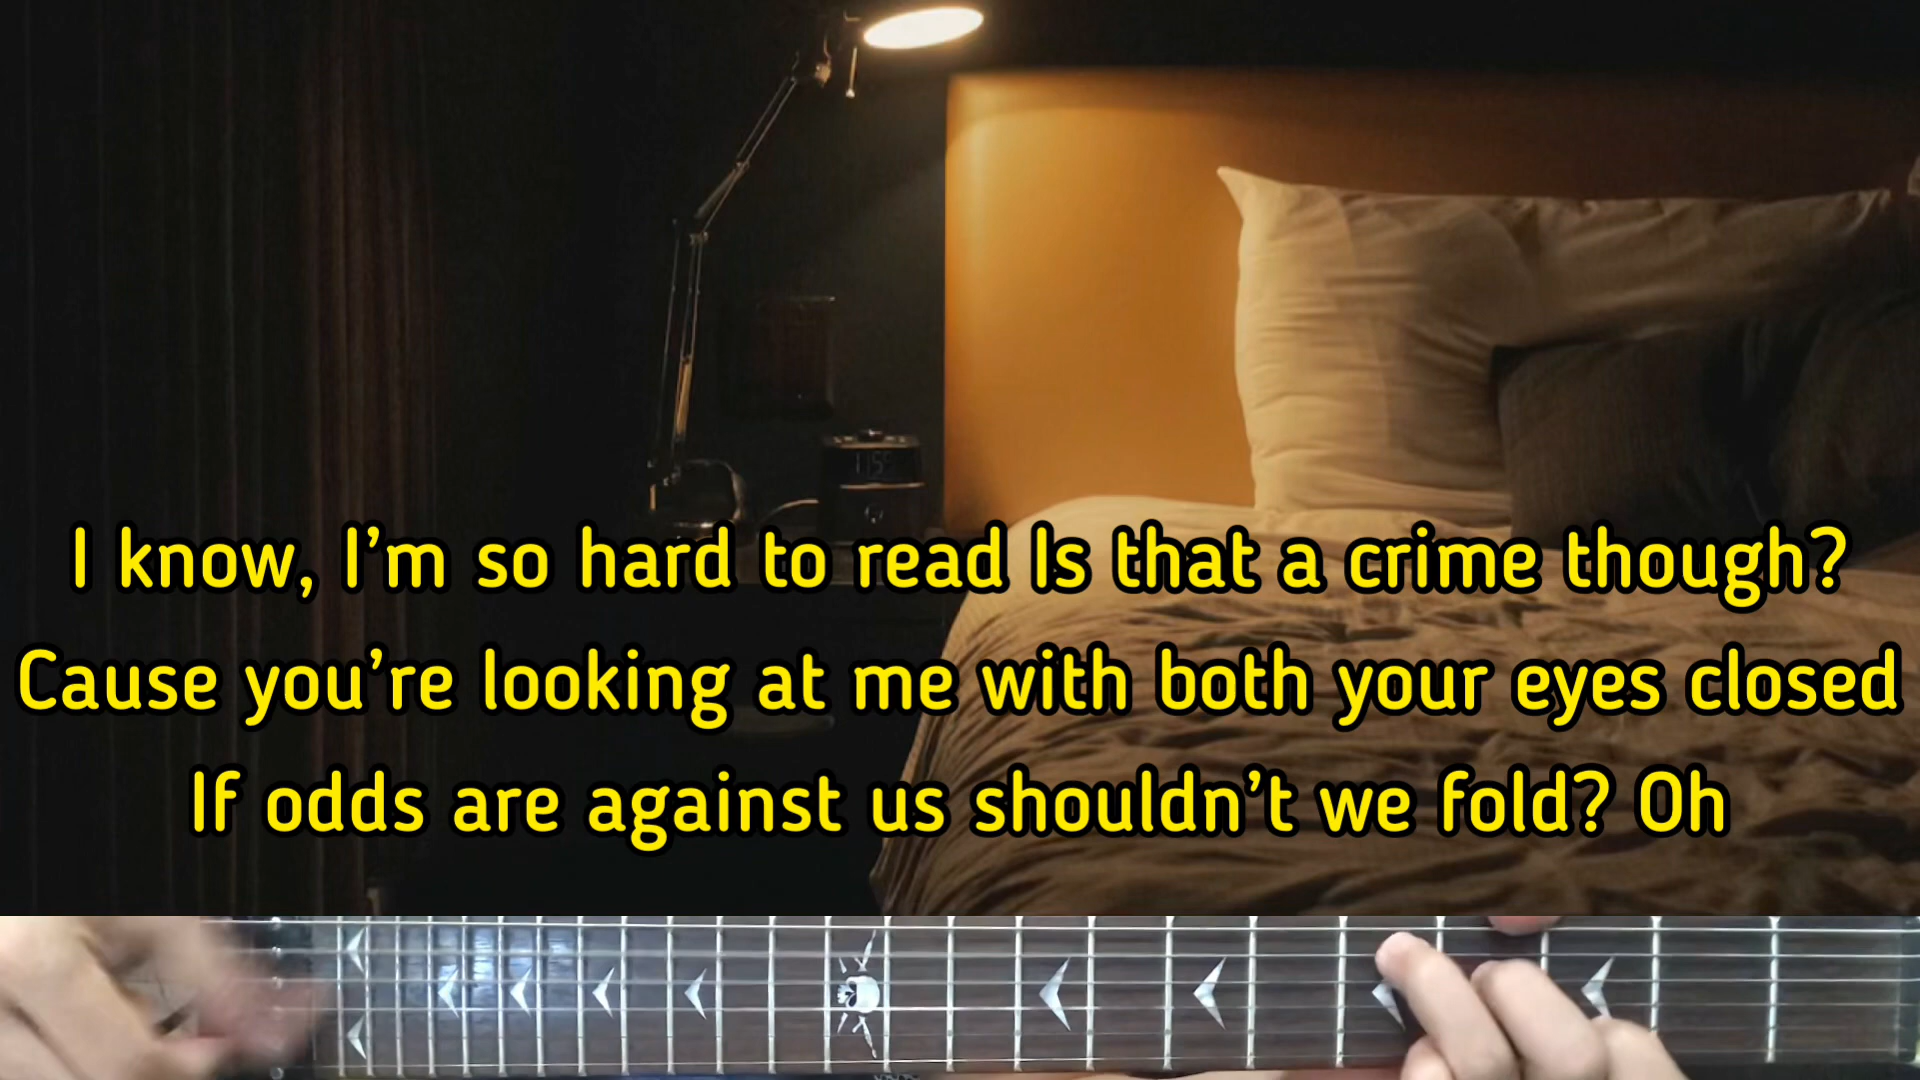 I know, I’m so hard to read Is that a crime though?
Cause you’re looking at me with both your eyes closed
If odds are against us shouldn’t we fold? Oh